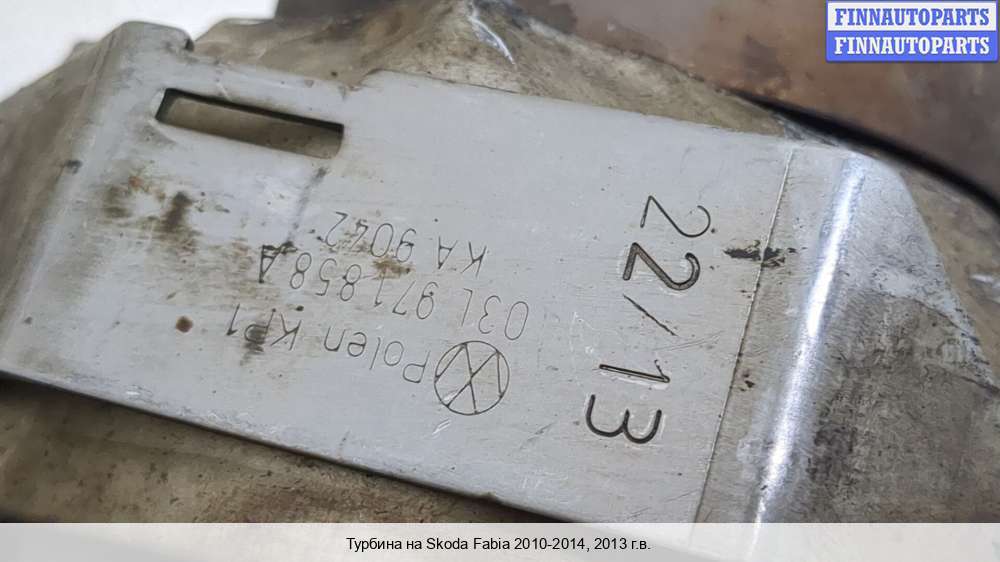 FINNAUTOPARTS
FINNAUTOPARTS
22/13
Polen KP1
03L 971 858 A
KA 9042
Турбина на Skoda Fabia 2010-2014, 2013 г.в.